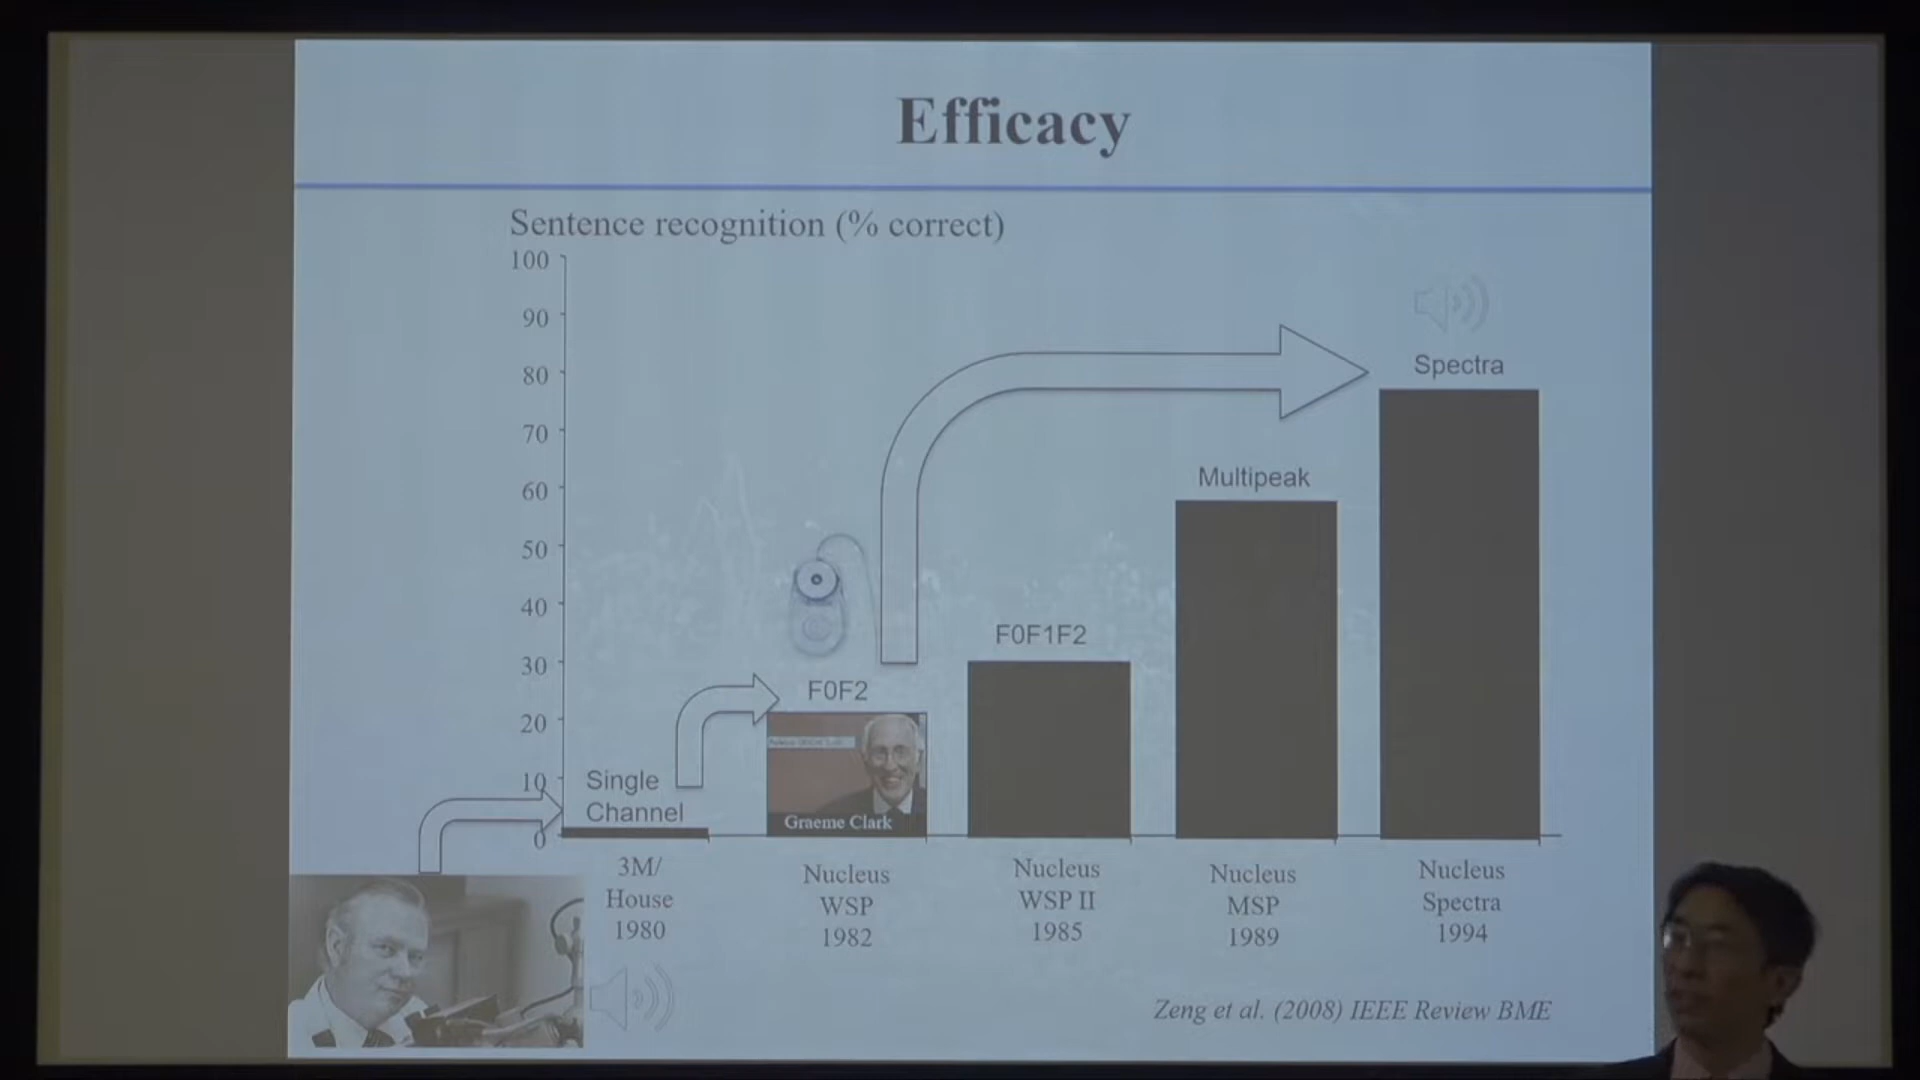 Efficacy
Sentence recognition (% correct)
100
90
80
70
60
50
40
30
20
10
0
Single
Channel
F0F2
F0F1F2
Multipeak
Spectra
Graeme Clark
3M/
House
1980
Nucleus
WSP
1982
Nucleus
WSP II
1985
Nucleus
MSP
1989
Nucleus
Spectra
1994
Zeng et al. (2008) IEEE Review BME